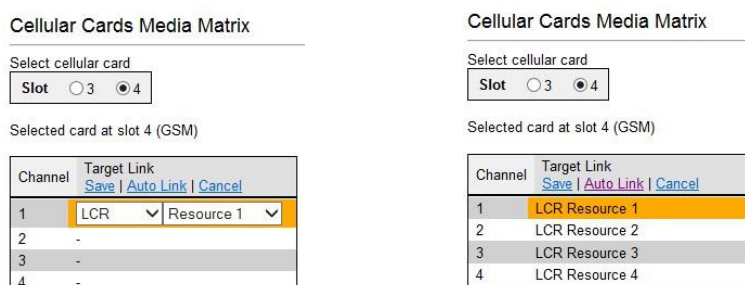 Cellular Cards Media Matrix
Select cellular card
Slot 3 4
Selected card at slot 4 (GSM)
Channel Target Link
Save | Auto Link | Cancel
1 LCR Resource 1
2 -
3 -
4 -
Cellular Cards Media Matrix
Select cellular card
Slot 3 4
Selected card at slot 4 (GSM)
Channel Target Link
Save | Auto Link | Cancel
1 LCR Resource 1
2 LCR Resource 2
3 LCR Resource 3
4 LCR Resource 4